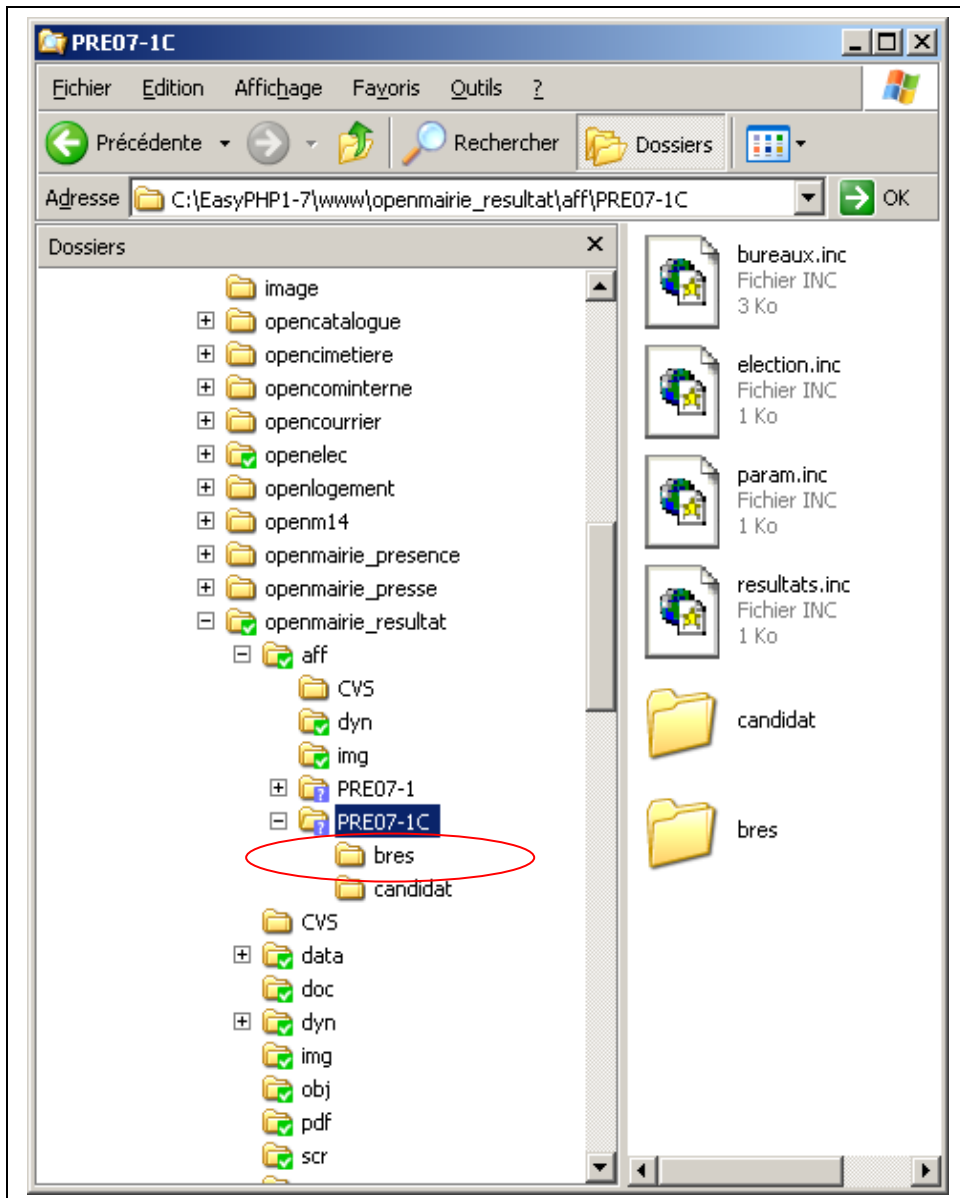 PRE07-1C
Fichier Edition Affichage Favoris Outils ?
Précédente Rechercher Dossiers
Adresse C:\EasyPHP1-7\www\openmairie_resultat\aff\PRE07-1C OK
Dossiers
image
opencatalogue
opencimetiere
opencominterne
opencourrier
openelec
openlogement
openm14
openmairie_presence
openmairie_presse
openmairie_resultat
aff
CVS
dyn
img
PRE07-1
PRE07-1C
bres
candidat
CVS
data
doc
dyn
img
obj
pdf
scr
bureaux.inc
Fichier INC
3 Ko
election.inc
Fichier INC
1 Ko
param.inc
Fichier INC
1 Ko
resultats.inc
Fichier INC
1 Ko
candidat
bres